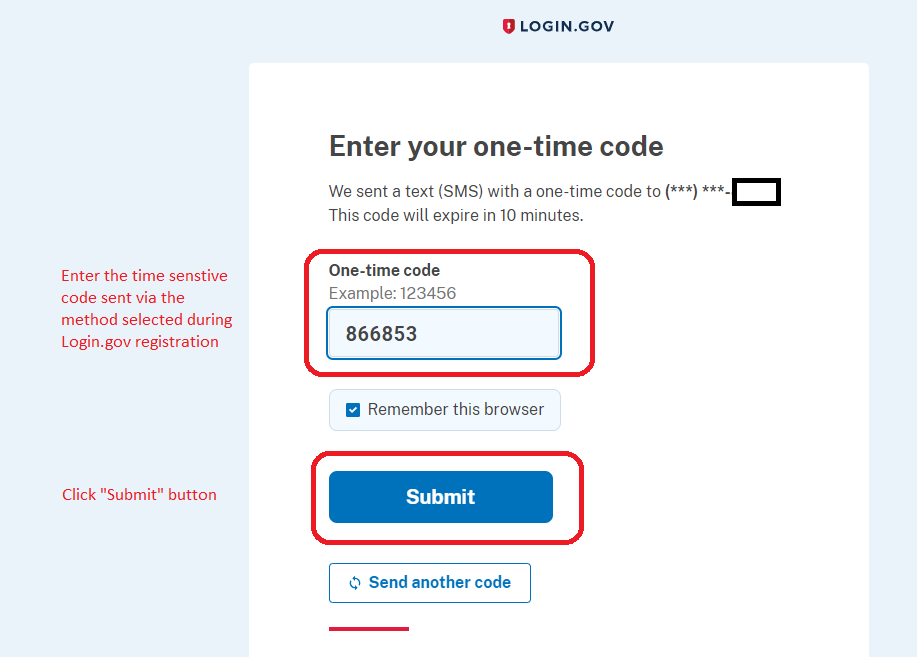 LOGIN.GOV
Enter your one-time code
We sent a text (SMS) with a one-time code to (***) ***-
This code will expire in 10 minutes.
Enter the time senstive
code sent via the
method selected during
Login.gov registration
One-time code
Example: 123456
866853
Remember this browser
Click "Submit" button
Submit
Send another code